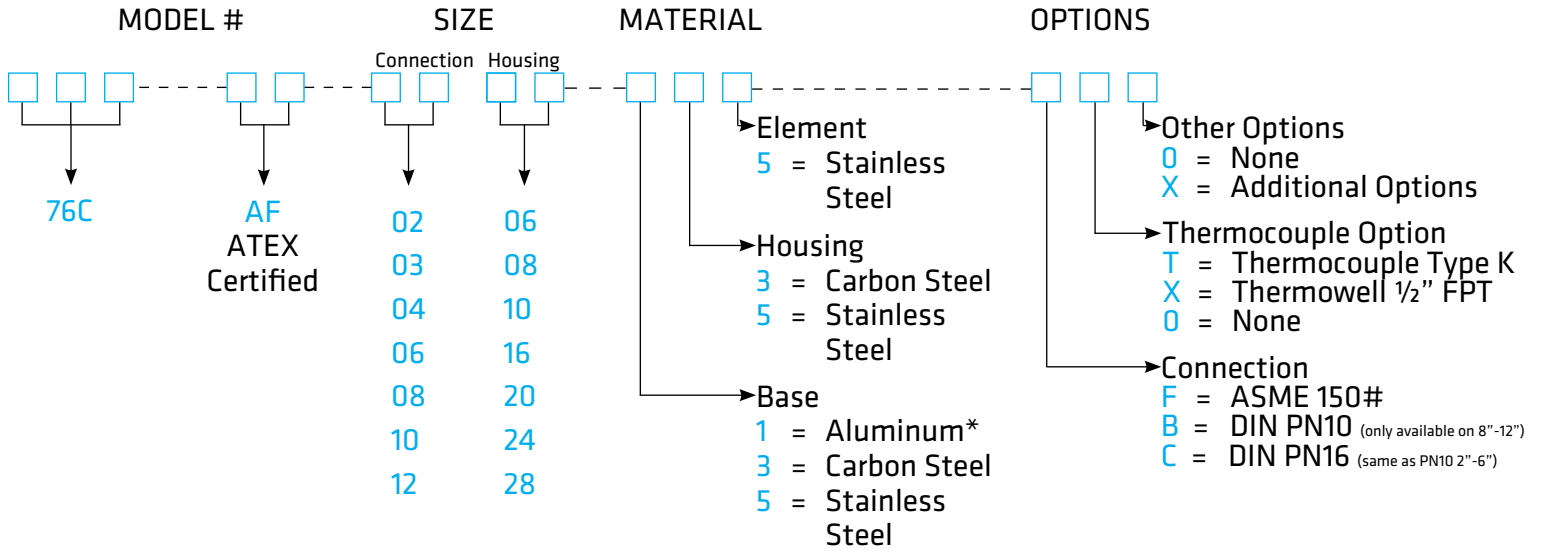 MODEL #
SIZE
MATERIAL
OPTIONS
Connection Housing
76C
AF
ATEX
Certified
02 06
03 08
04 10
06 16
08 20
10 24
12 28
Element
5 = Stainless
Steel
Housing
3 = Carbon Steel
5 = Stainless
Steel
Base
1 = Aluminum*
3 = Carbon Steel
5 = Stainless
Steel
Other Options
0 = None
X = Additional Options
Thermocouple Option
T = Thermocouple Type K
X = Thermowell ½” FPT
0 = None
Connection
F = ASME 150#
B = DIN PN10 (only available on 8”-12”)
C = DIN PN16 (same as PN10 2”-6”)